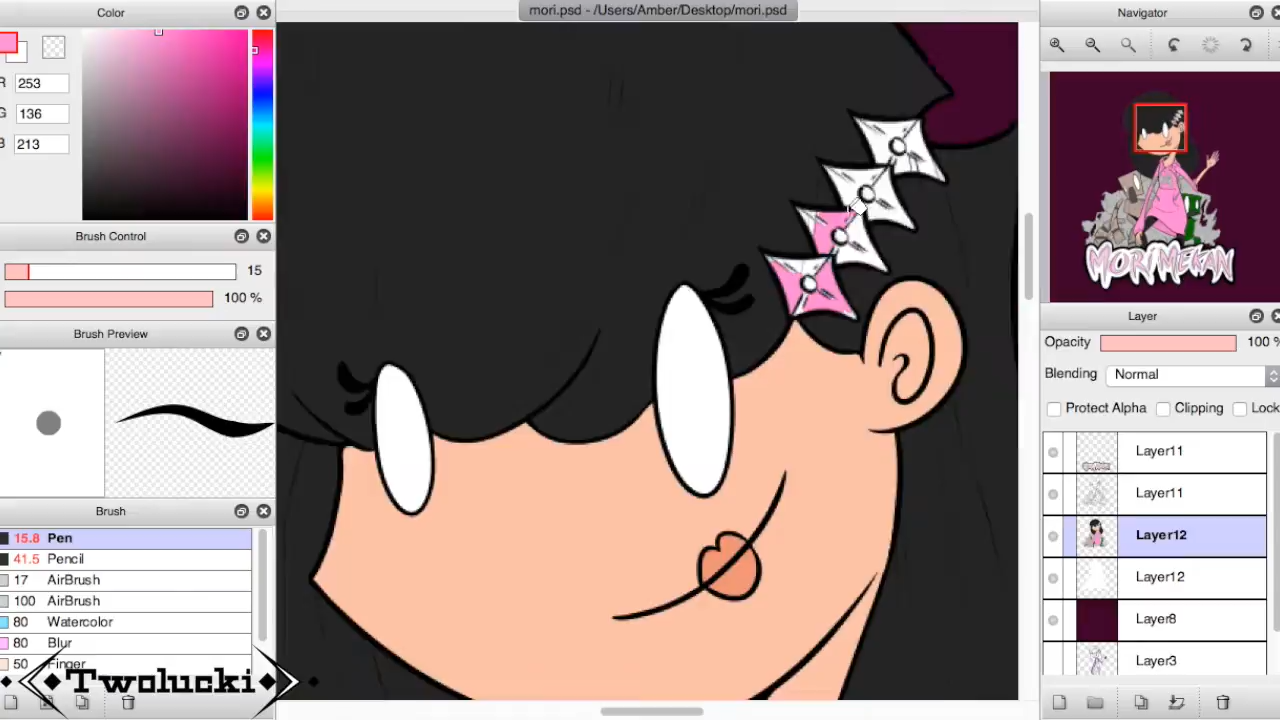 Color
mori.psd - /Users/Amber/Desktop/mori.psd
Navigator
R 253
G 136
B 213
Brush Control
15
100 %
Brush Preview
Brush
15.8 Pen
41.5 Pencil
17 AirBrush
100 AirBrush
80 Watercolor
80 Blur
50 Finger
Twolucki
MORI MEKAN
Layer
Opacity 100 %
Blending Normal
Protect Alpha Clipping Lock
Layer11
Layer11
Layer12
Layer12
Layer8
Layer3